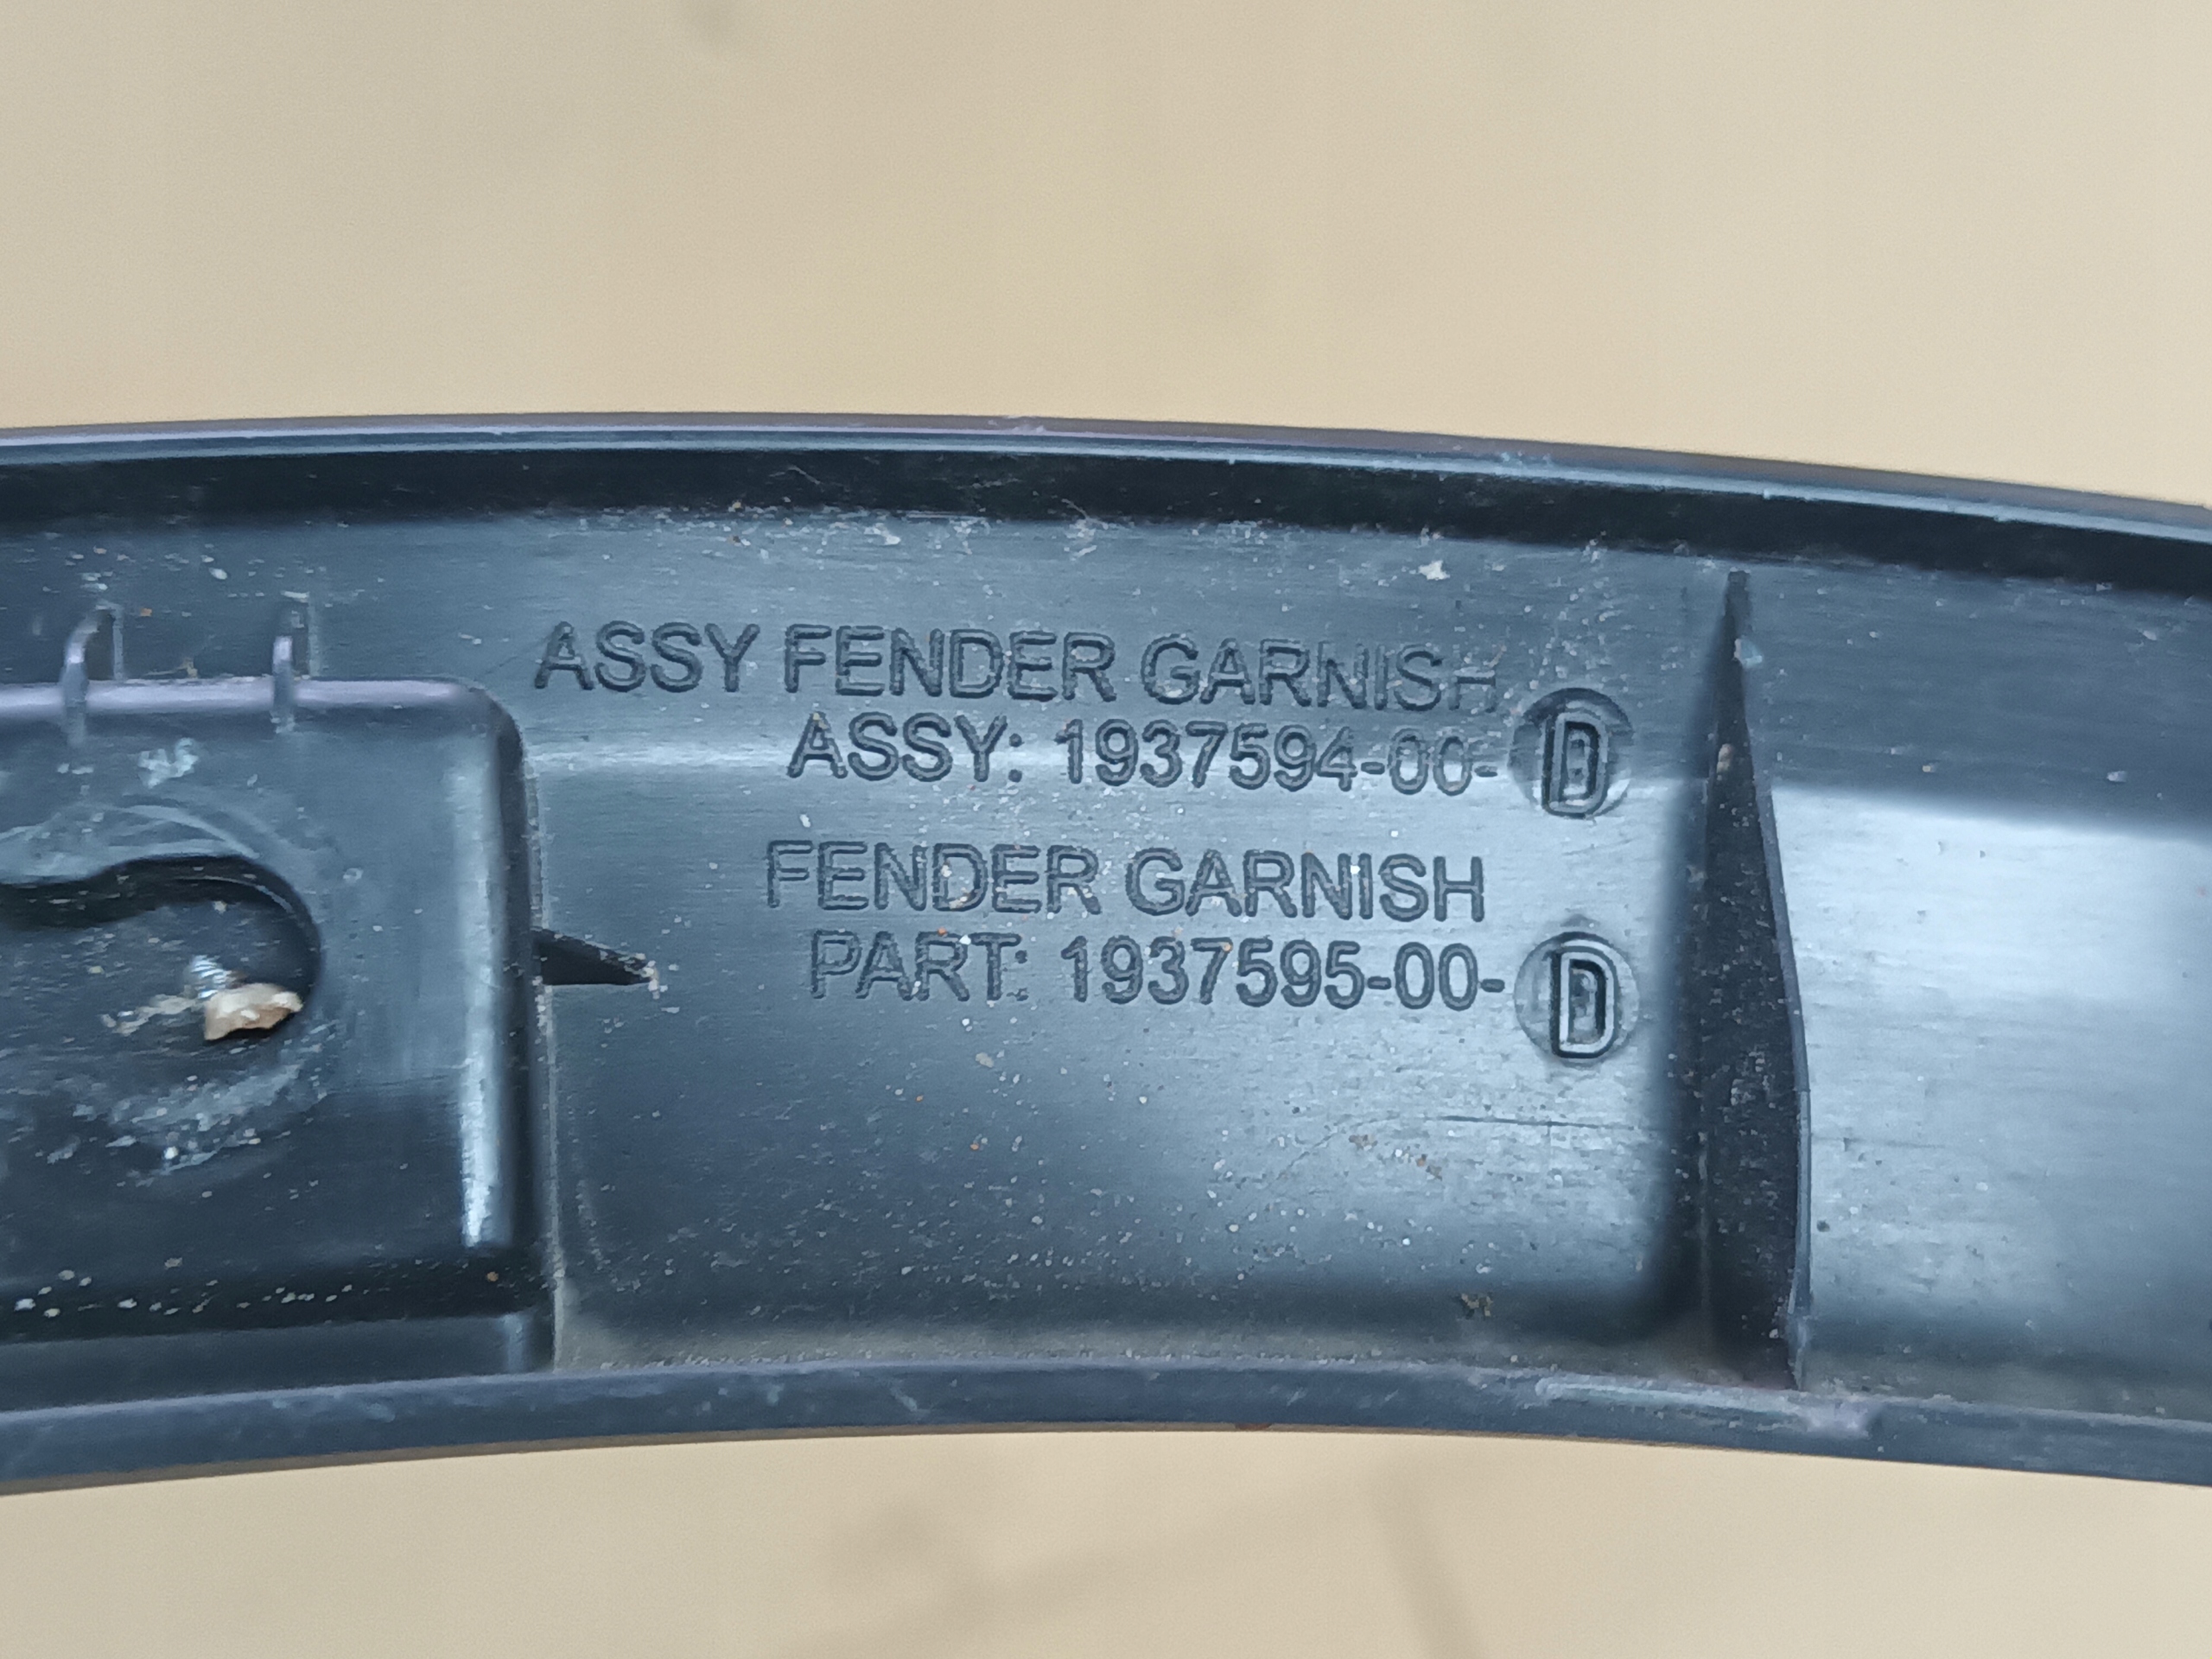 ASSY FENDER GARNISH
ASSY: 1937594-00-D
FENDER GARNISH
PART: 1937595-00-D